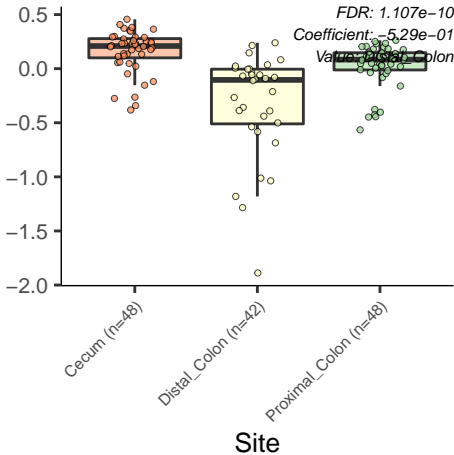 FDR: 1.107e−10
Coefficient: −5.29e−01
Value: Distal_Colon
0.5
0.0
−0.5
−1.0
−1.5
−2.0
Cecum (n=48)
Distal_Colon (n=42)
Proximal_Colon (n=48)
Site